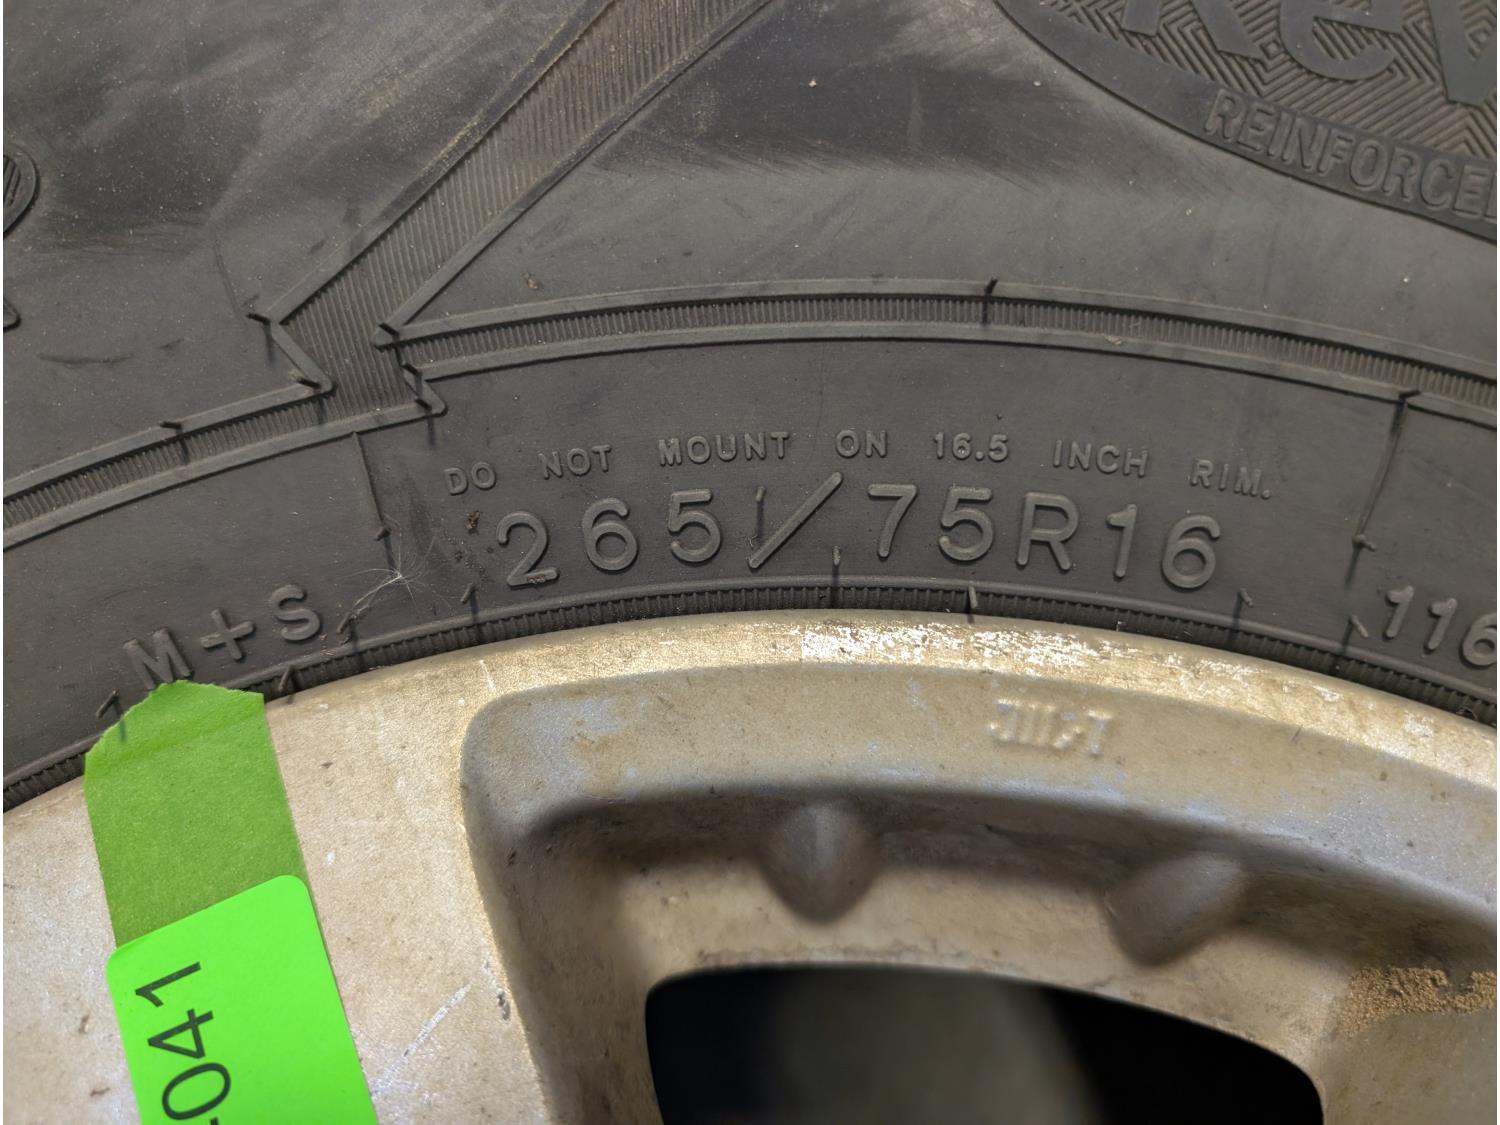 REINFORCED
DO NOT MOUNT ON 16.5 INCH RIM.
265/75R16
M+S
116
041